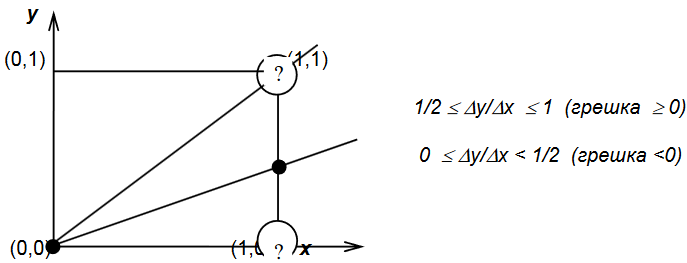 y
(0,1)
(1,1)
?
1/2 ≤ Δy/Δx ≤ 1 (грешка ≥ 0)
0 ≤ Δy/Δx < 1/2 (грешка <0)
(0,0)
(1,
?
x